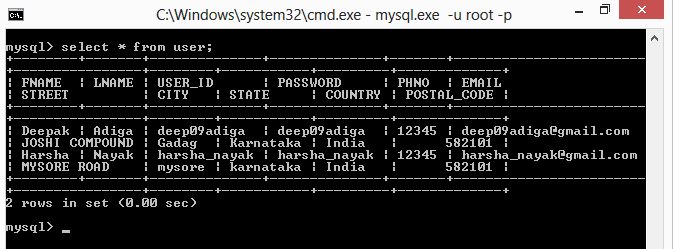 C:\Windows\system32\cmd.exe - mysql.exe -u root -p
mysql> select * from user;
+--------+-------+-------------+-------------+-------+-----------------------+
| FNAME | LNAME | USER_ID | PASSWORD | PHNO | EMAIL
| STREET | CITY | STATE | COUNTRY | POSTAL_CODE |
+--------+-------+-------------+-------------+-------+-----------------------+
| Deepak | Adiga | deep09adiga | deep09adiga | 12345 | deep09adiga@gmail.com
| JOSHI COMPOUND | Gadag | Karnataka | India | 582101 |
| Harsha | Nayak | harsha_nayak | harsha_nayak | 12345 | harsha_nayak@gmail.com
| MYSORE ROAD | mysore | karnataka | India | 582101 |
+--------+-------+-------------+-------------+-------+-----------------------+
2 rows in set (0.00 sec)
mysql> _